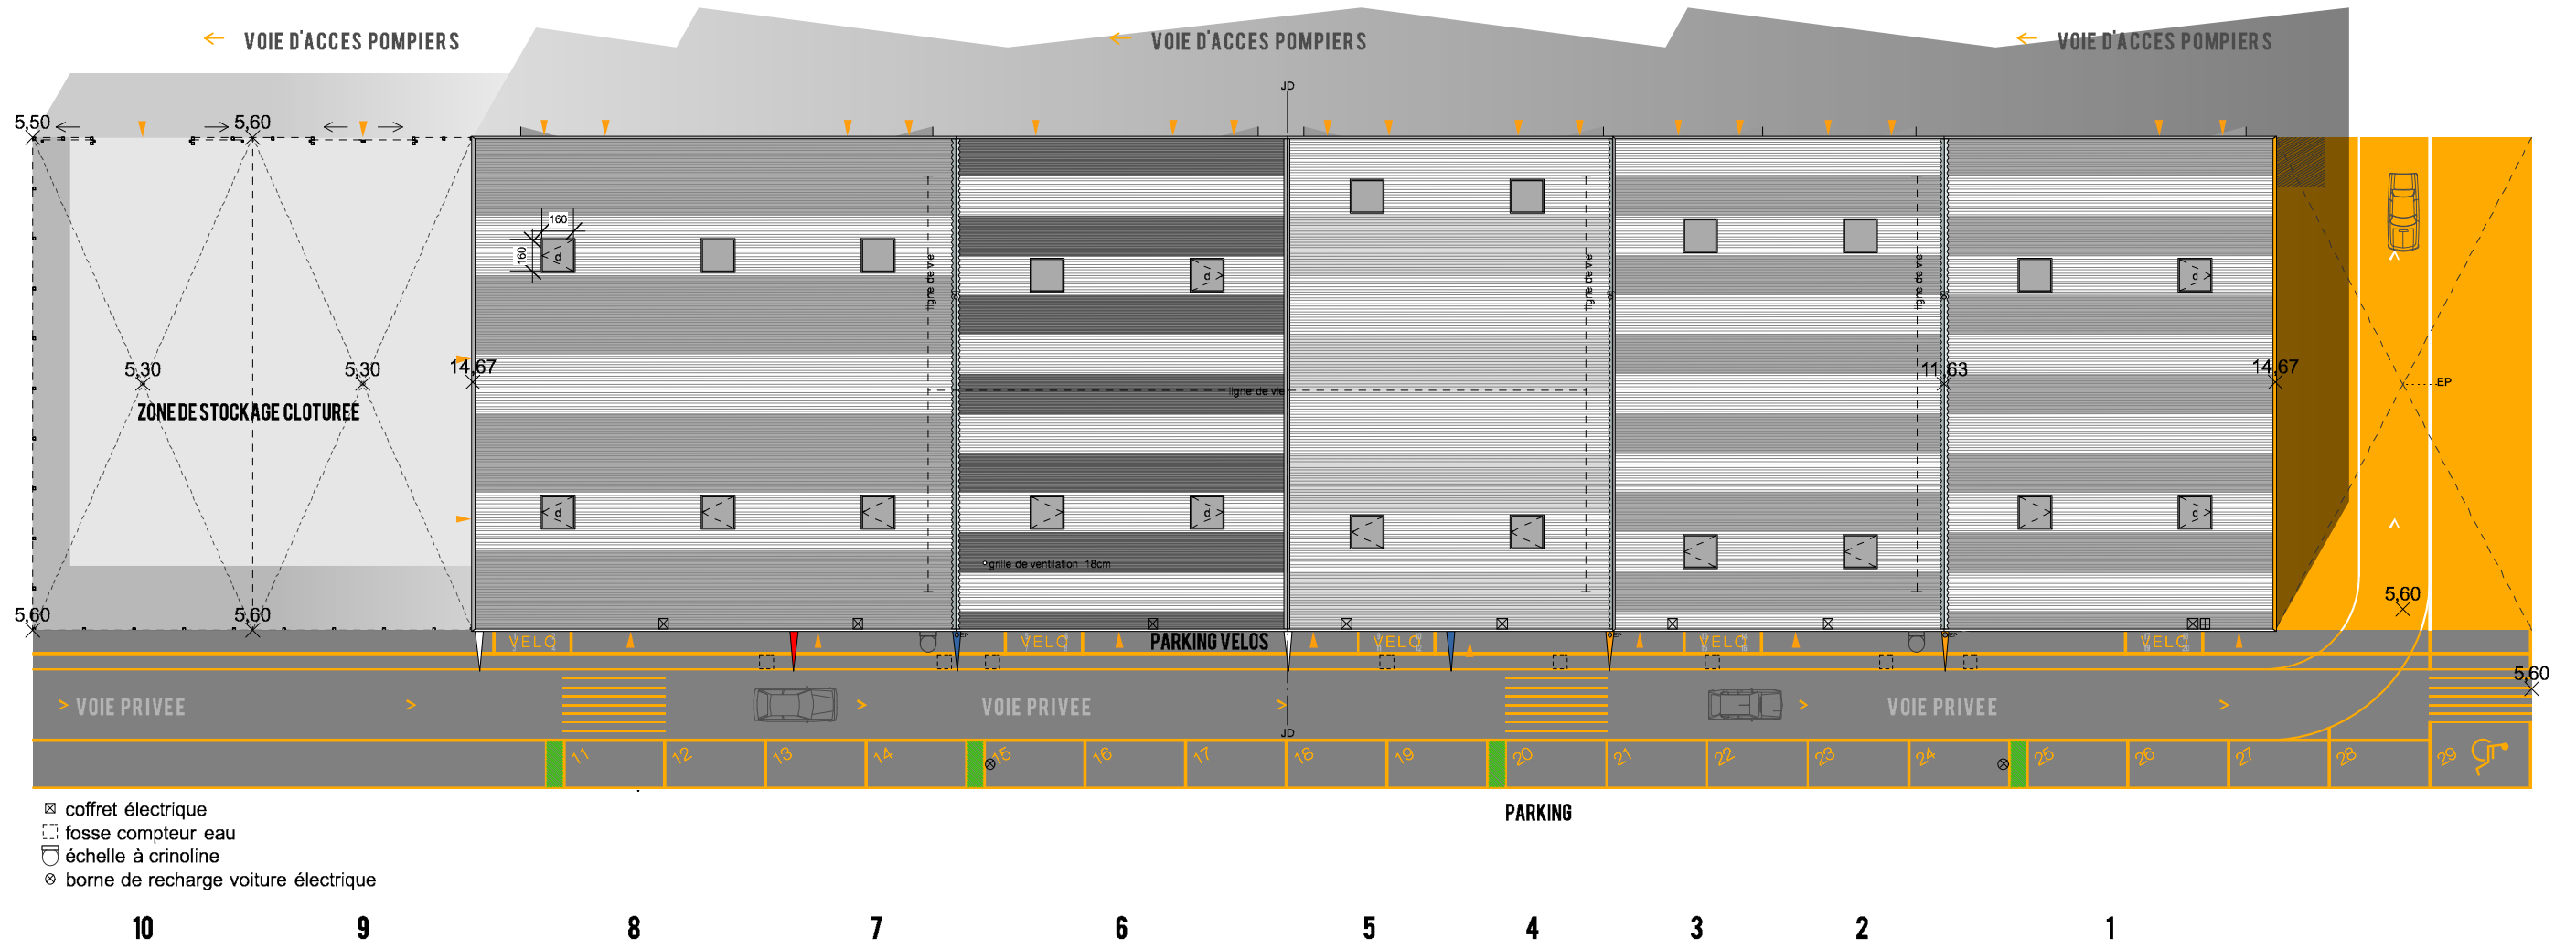 VOIE D'ACCES POMPIERS
VOIE D'ACCES POMPIERS
VOIE D'ACCES POMPIERS
JD
5,50
5,60
160
160
a
a
a
ligne de vie
ligne de vie
ligne de vie
5,30
5,30
14,67
11,63
14,67
EP
ligne de vie
ZONE DE STOCKAGE CLOTUREE
a
a
a
grille de ventilation 18cm
5,60
5,60
5,60
VELO
VELO
PARKING VELOS
VELO
VELO
VELO
5,60
VOIE PRIVEE
VOIE PRIVEE
VOIE PRIVEE
JD
11
12
13
14
15
16
17
18
19
20
21
22
23
24
25
26
27
28
29
coffret électrique
PARKING
fosse compteur eau
échelle à crinoline
borne de recharge voiture électrique
10
9
8
7
6
5
4
3
2
1